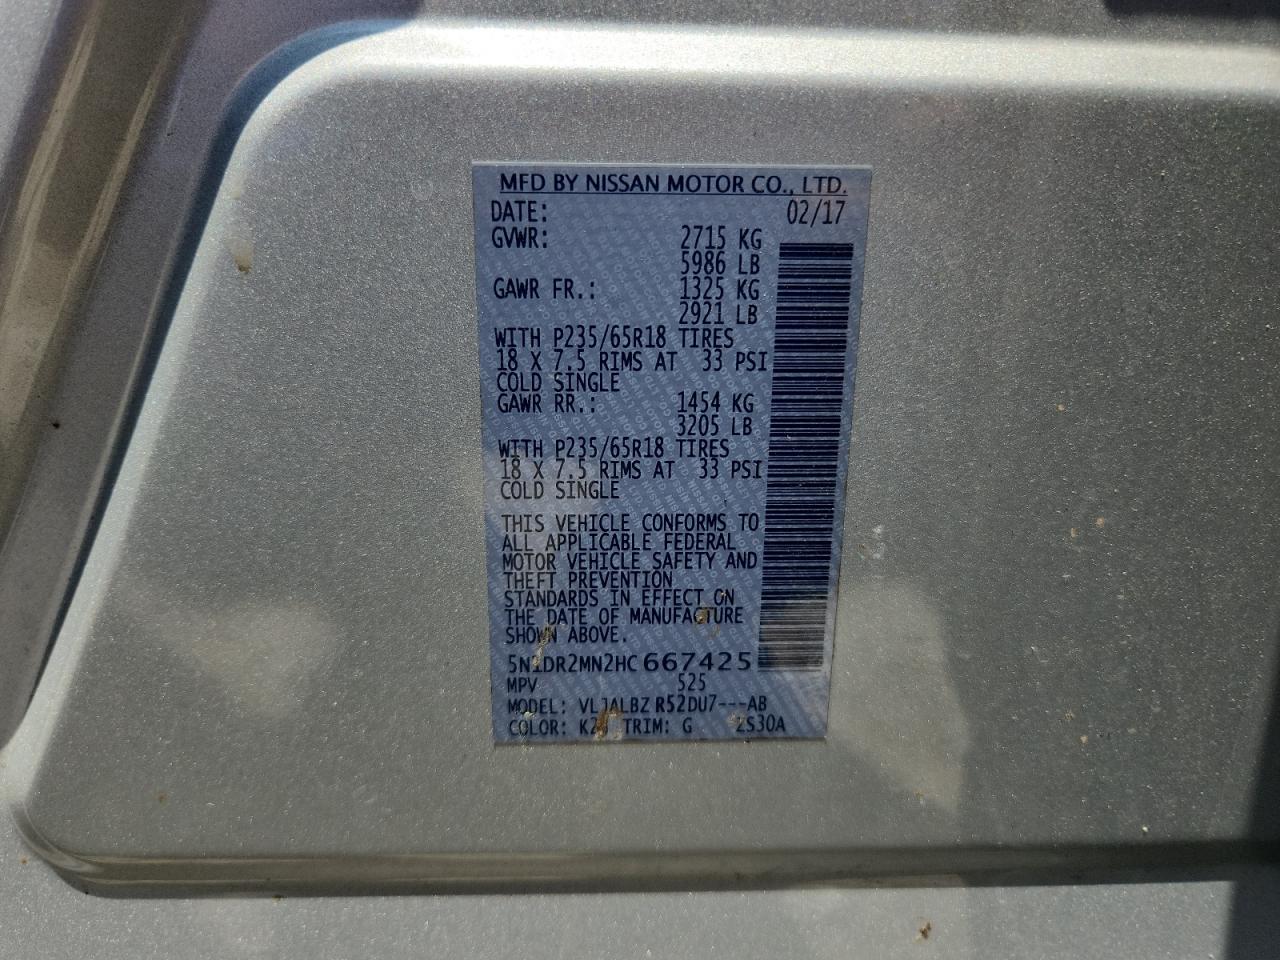 MFD BY NISSAN MOTOR CO., LTD.
DATE: 02/17
GVWR: 2715 KG
5986 LB
GAWR FR.: 1325 KG
2921 LB
WITH P235/65R18 TIRES
18 X 7.5 RIMS AT 33 PSI
COLD SINGLE
GAWR RR.: 1454 KG
3205 LB
WITH P235/65R18 TIRES
18 X 7.5 RIMS AT 33 PSI
COLD SINGLE
THIS VEHICLE CONFORMS TO
ALL APPLICABLE FEDERAL
MOTOR VEHICLE SAFETY AND
THEFT PREVENTION
STANDARDS IN EFFECT ON
THE DATE OF MANUFACTURE
SHOWN ABOVE.
5N1DR2MN2HC667425
MPV 525
MODEL: VLJALBZ R52DU7---AB
COLOR: TRIM: G ZS30A